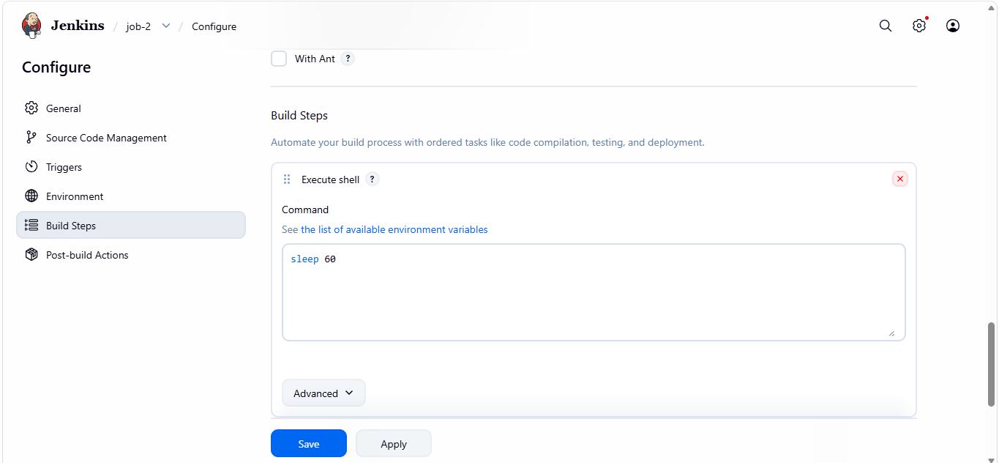 Jenkins / job-2 / Configure
Configure
General
Source Code Management
Triggers
Environment
Build Steps
Post-build Actions
With Ant ?
Build Steps
Automate your build process with ordered tasks like code compilation, testing, and deployment.
Execute shell ?
Command
See the list of available environment variables
sleep 60
Advanced
Save
Apply